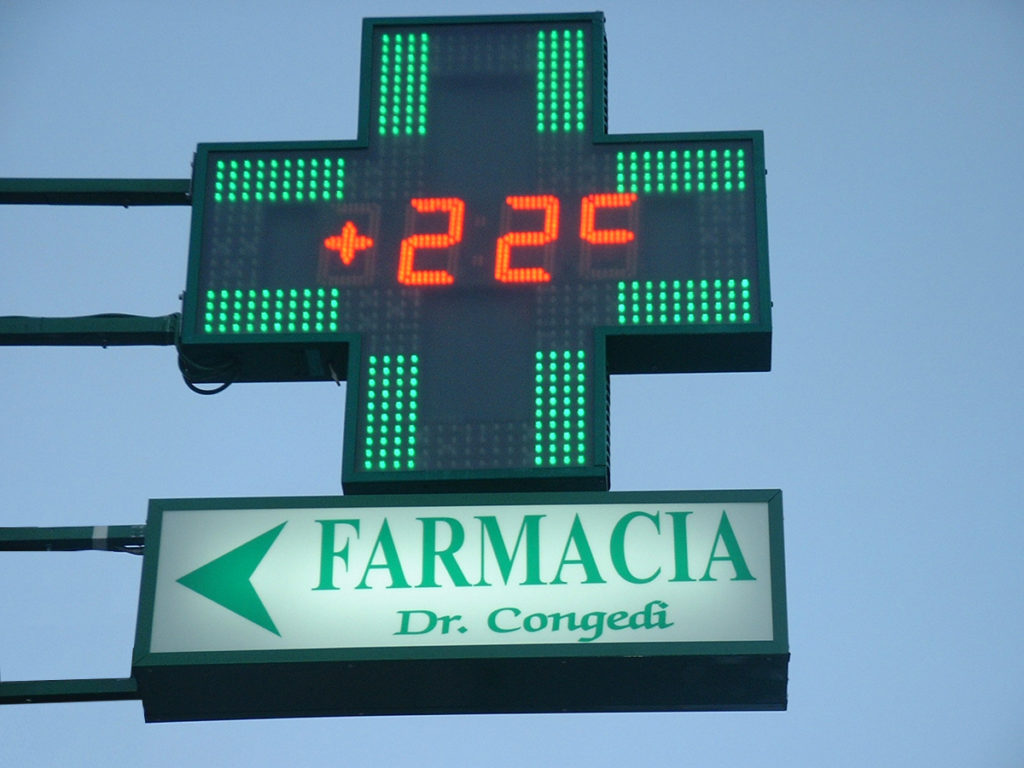 +22c
FARMACIA
Dr. Congedi